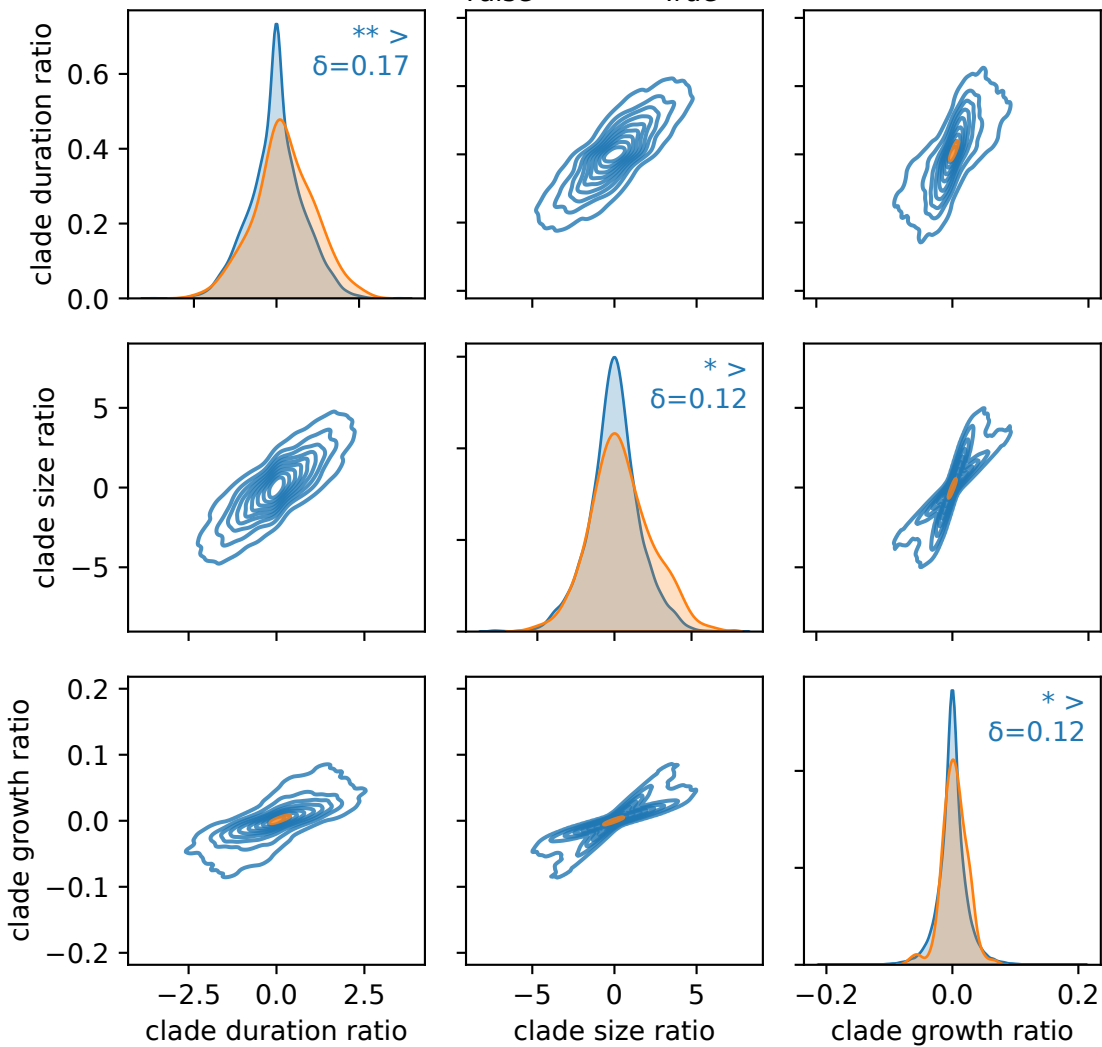 clade duration ratio
0.6
0.4
0.2
0.0
** >
δ=0.17
clade size ratio
5
0
−5
* >
δ=0.12
clade growth ratio
0.2
0.1
0.0
−0.1
−0.2
* >
δ=0.12
−2.5 0.0 2.5
−5 0 5
−0.2 0.0 0.2
clade duration ratio
clade size ratio
clade growth ratio